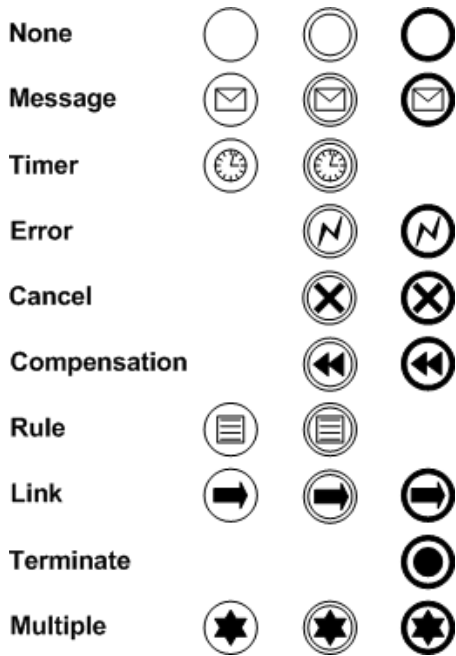 None
Message
Timer
Error
Cancel
Compensation
Rule
Link
Terminate
Multiple